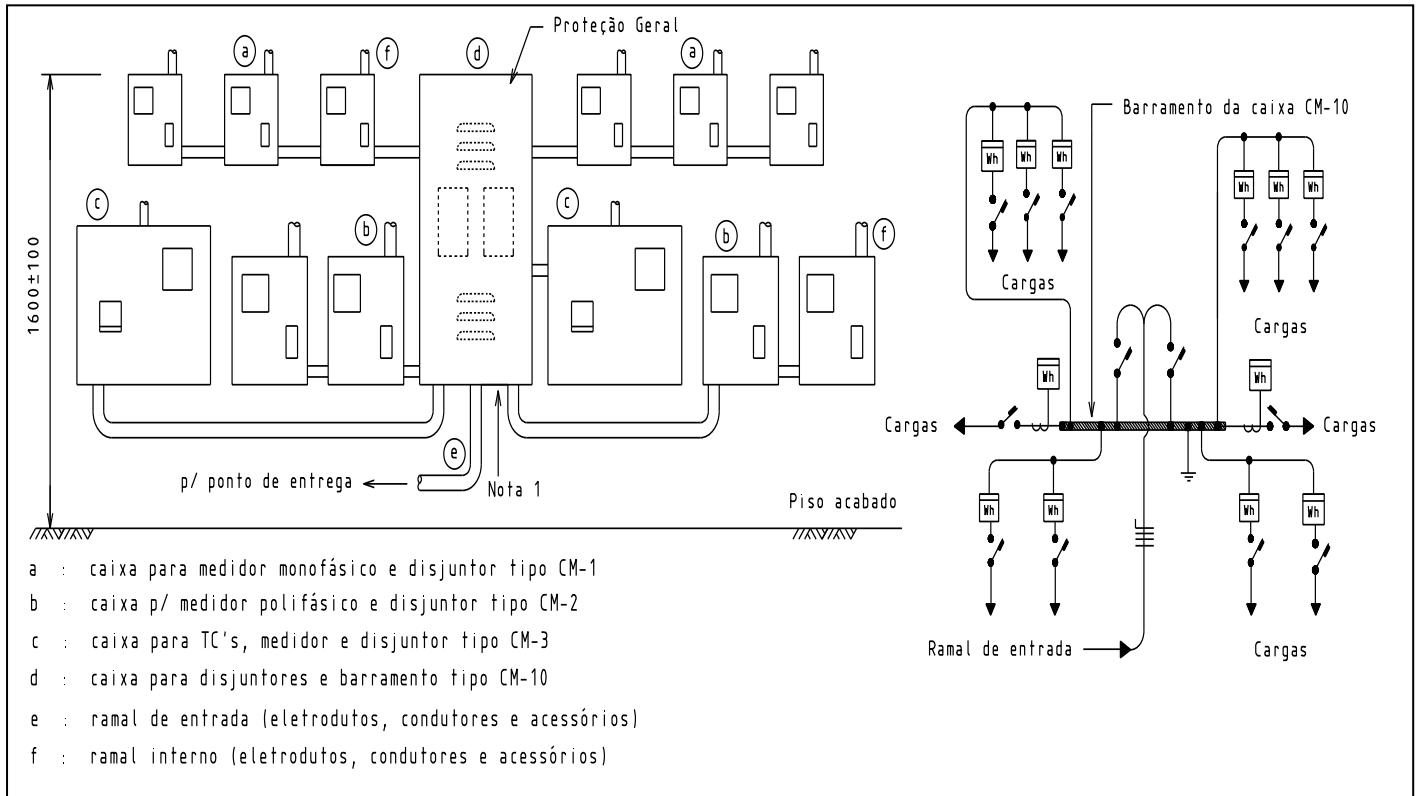 Proteção Geral
a
f
d
a
c
b
c
b
f
1600±100
e
p/ ponto de entrega
Nota 1
Piso acabado
a : caixa para medidor monofásico e disjuntor tipo CM-1
b : caixa p/ medidor polifásico e disjuntor tipo CM-2
c : caixa para TC's, medidor e disjuntor tipo CM-3
d : caixa para disjuntores e barramento tipo CM-10
e : ramal de entrada (eletrodutos, condutores e acessórios)
f : ramal interno (eletrodutos, condutores e acessórios)
Barramento da caixa CM-10
Wh
Wh
Wh
Wh
Wh
Wh
Cargas
Cargas
Wh
Wh
Cargas
Cargas
Wh
Wh
Wh
Wh
Ramal de entrada
Cargas